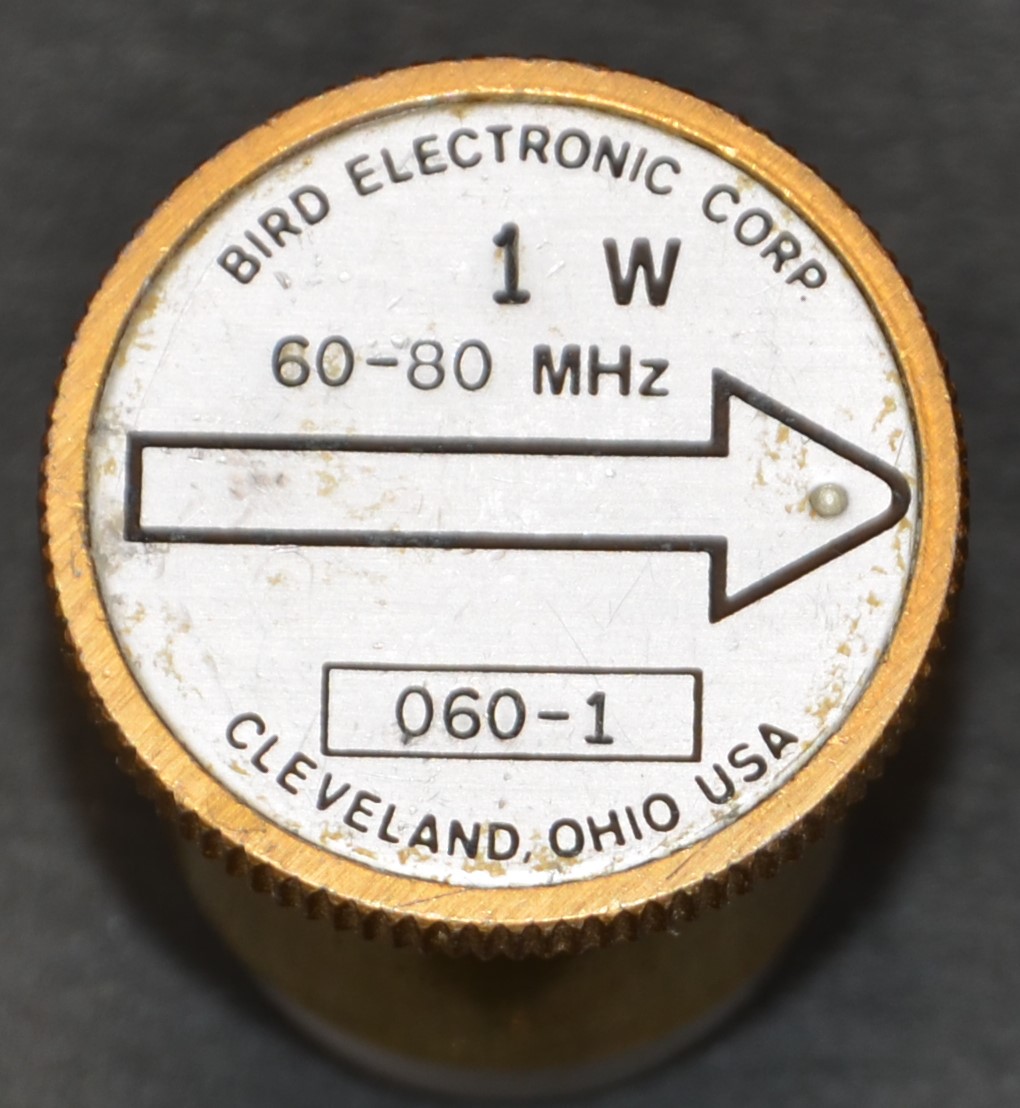 BIRD ELECTRONIC CORP.
1 W
60-80 MHz
060-1
CLEVELAND, OHIO USA